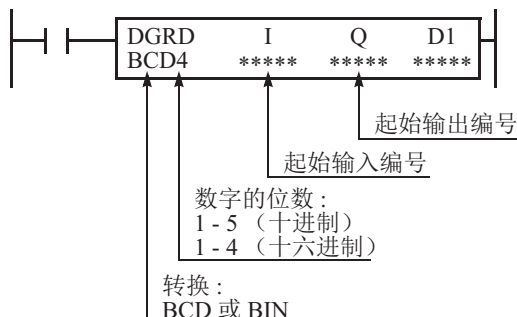 DGRD I Q D1
BCD4 ***** ***** *****
起始输出编号
起始输入编号
数字的位数 :
1 - 5 （十进制）
1 - 4 （十六进制）
转换 :
BCD 或 BIN